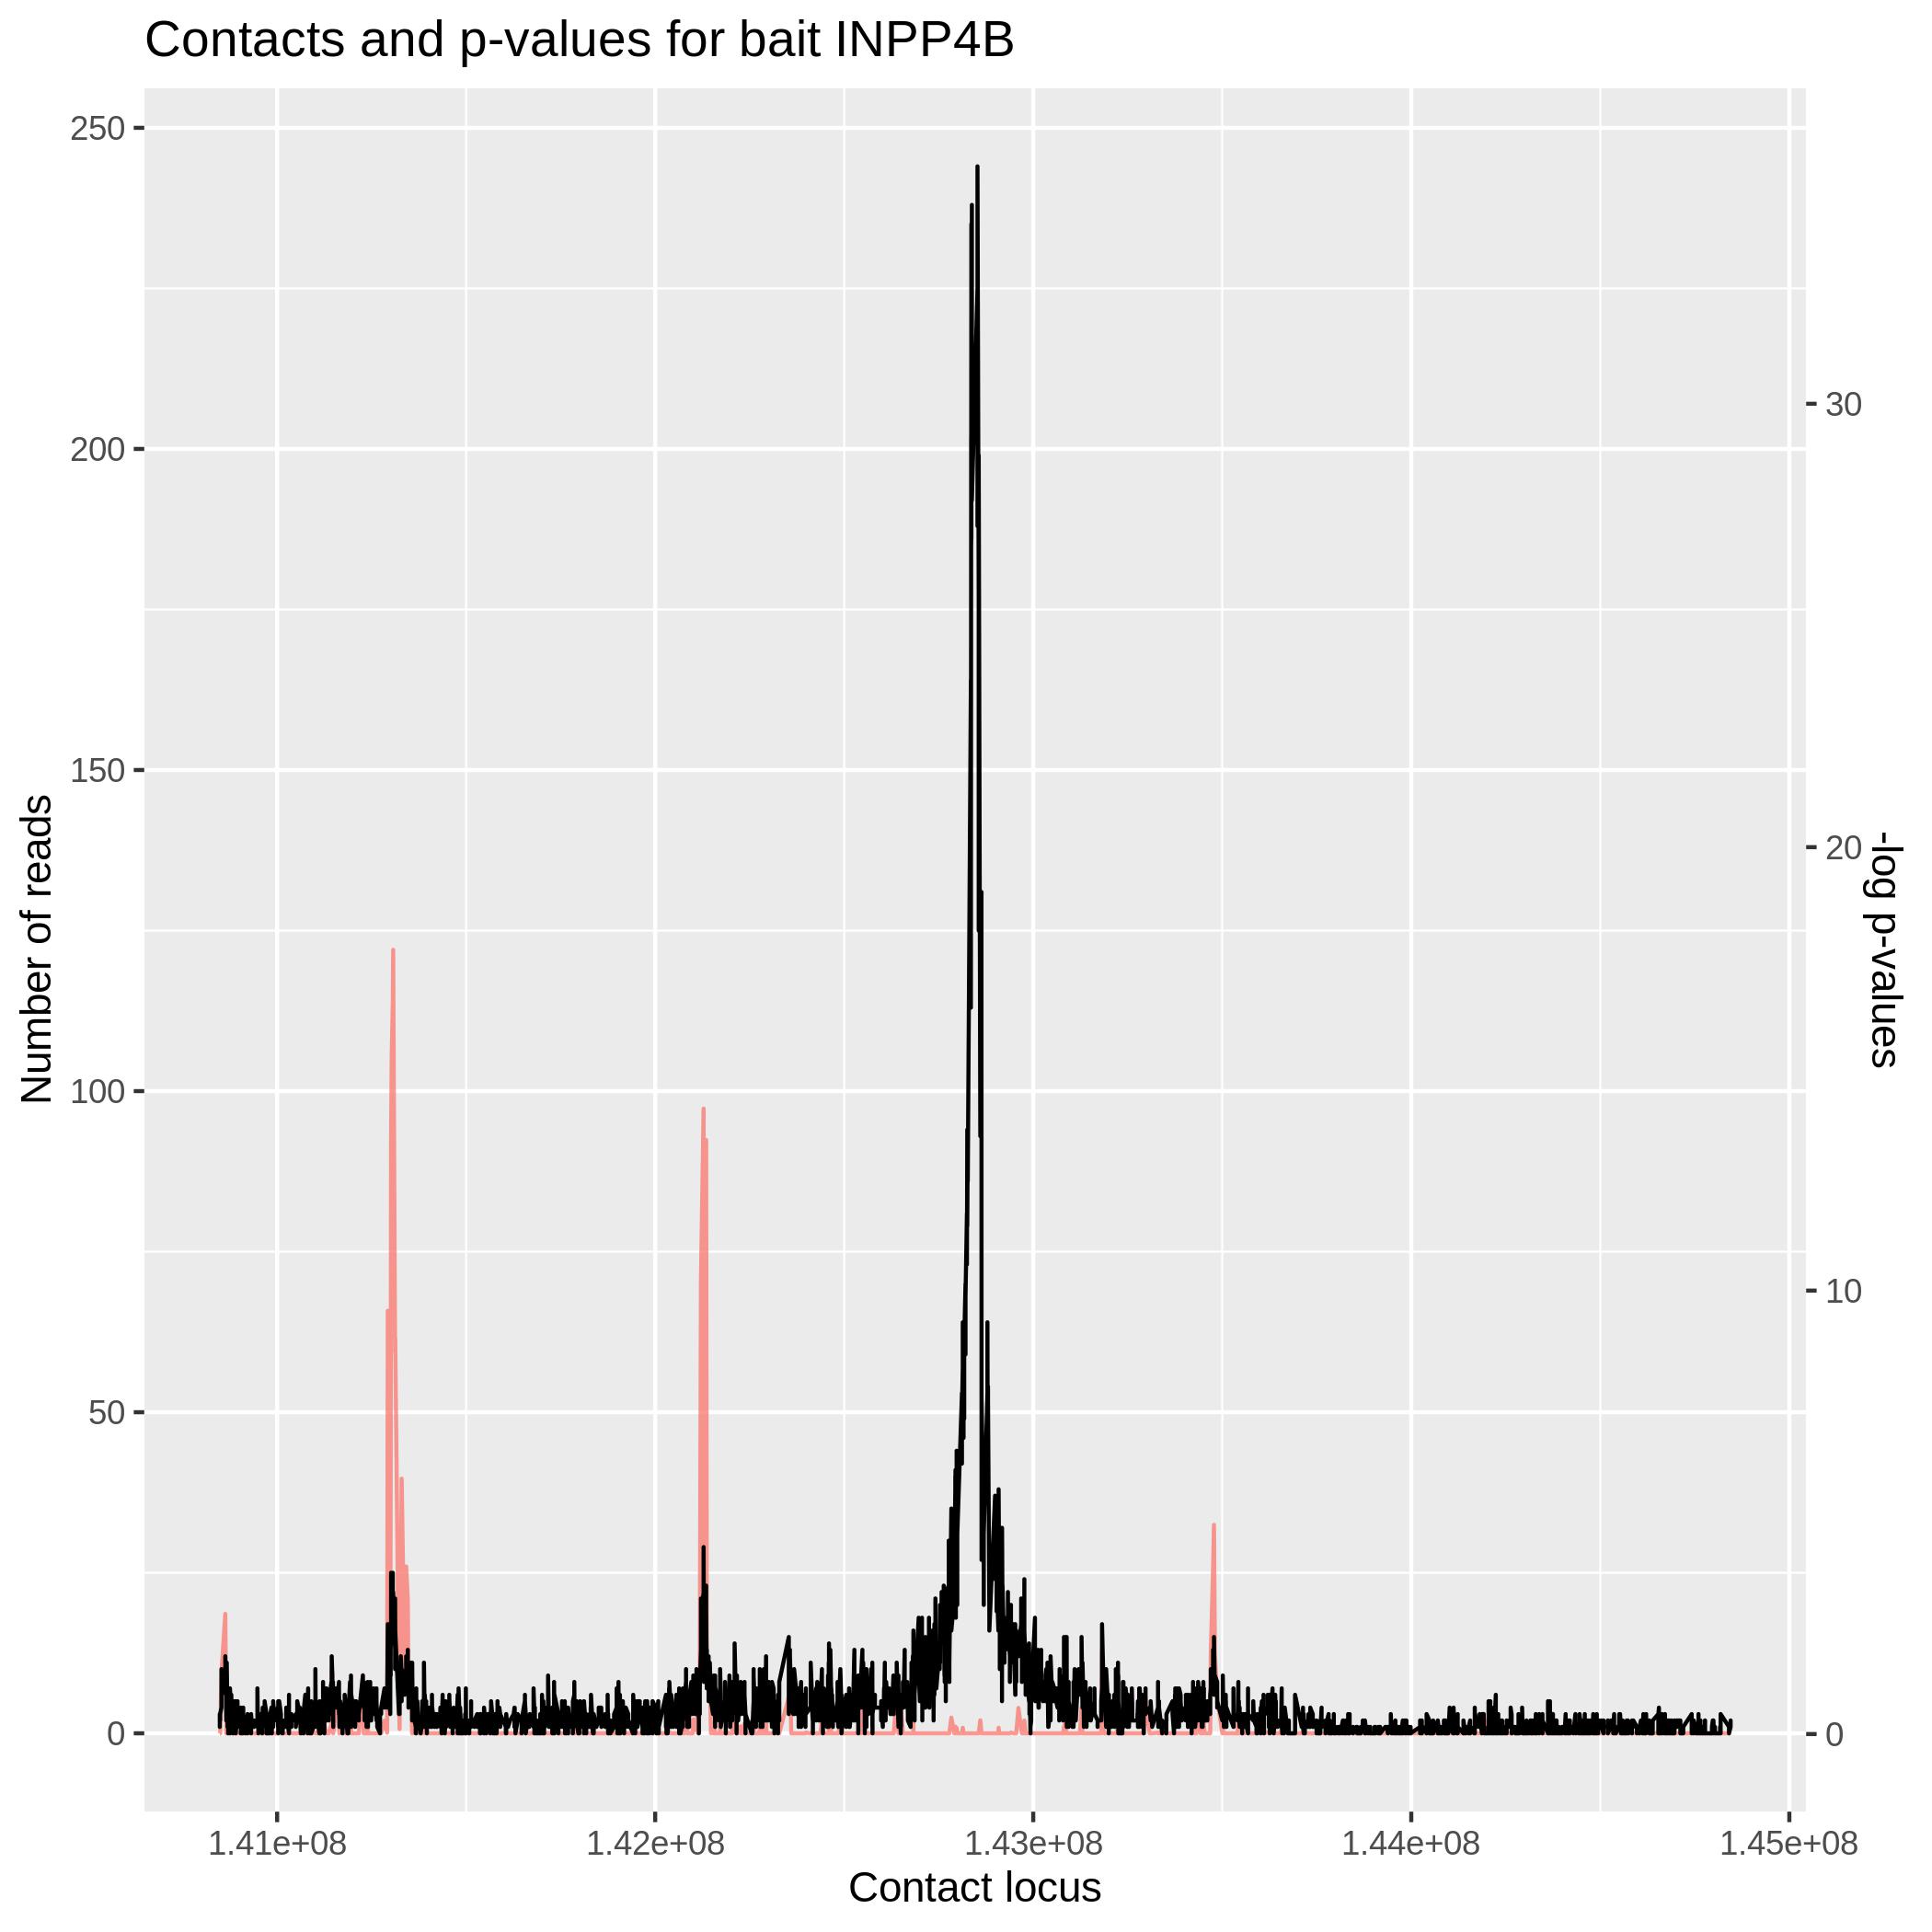 Contacts and p-values for bait INPP4B
250
200
150
100
50
0
Number of reads
30
20
10
0
-log p-values
1.41e+08
1.42e+08
1.43e+08
1.44e+08
1.45e+08
Contact locus